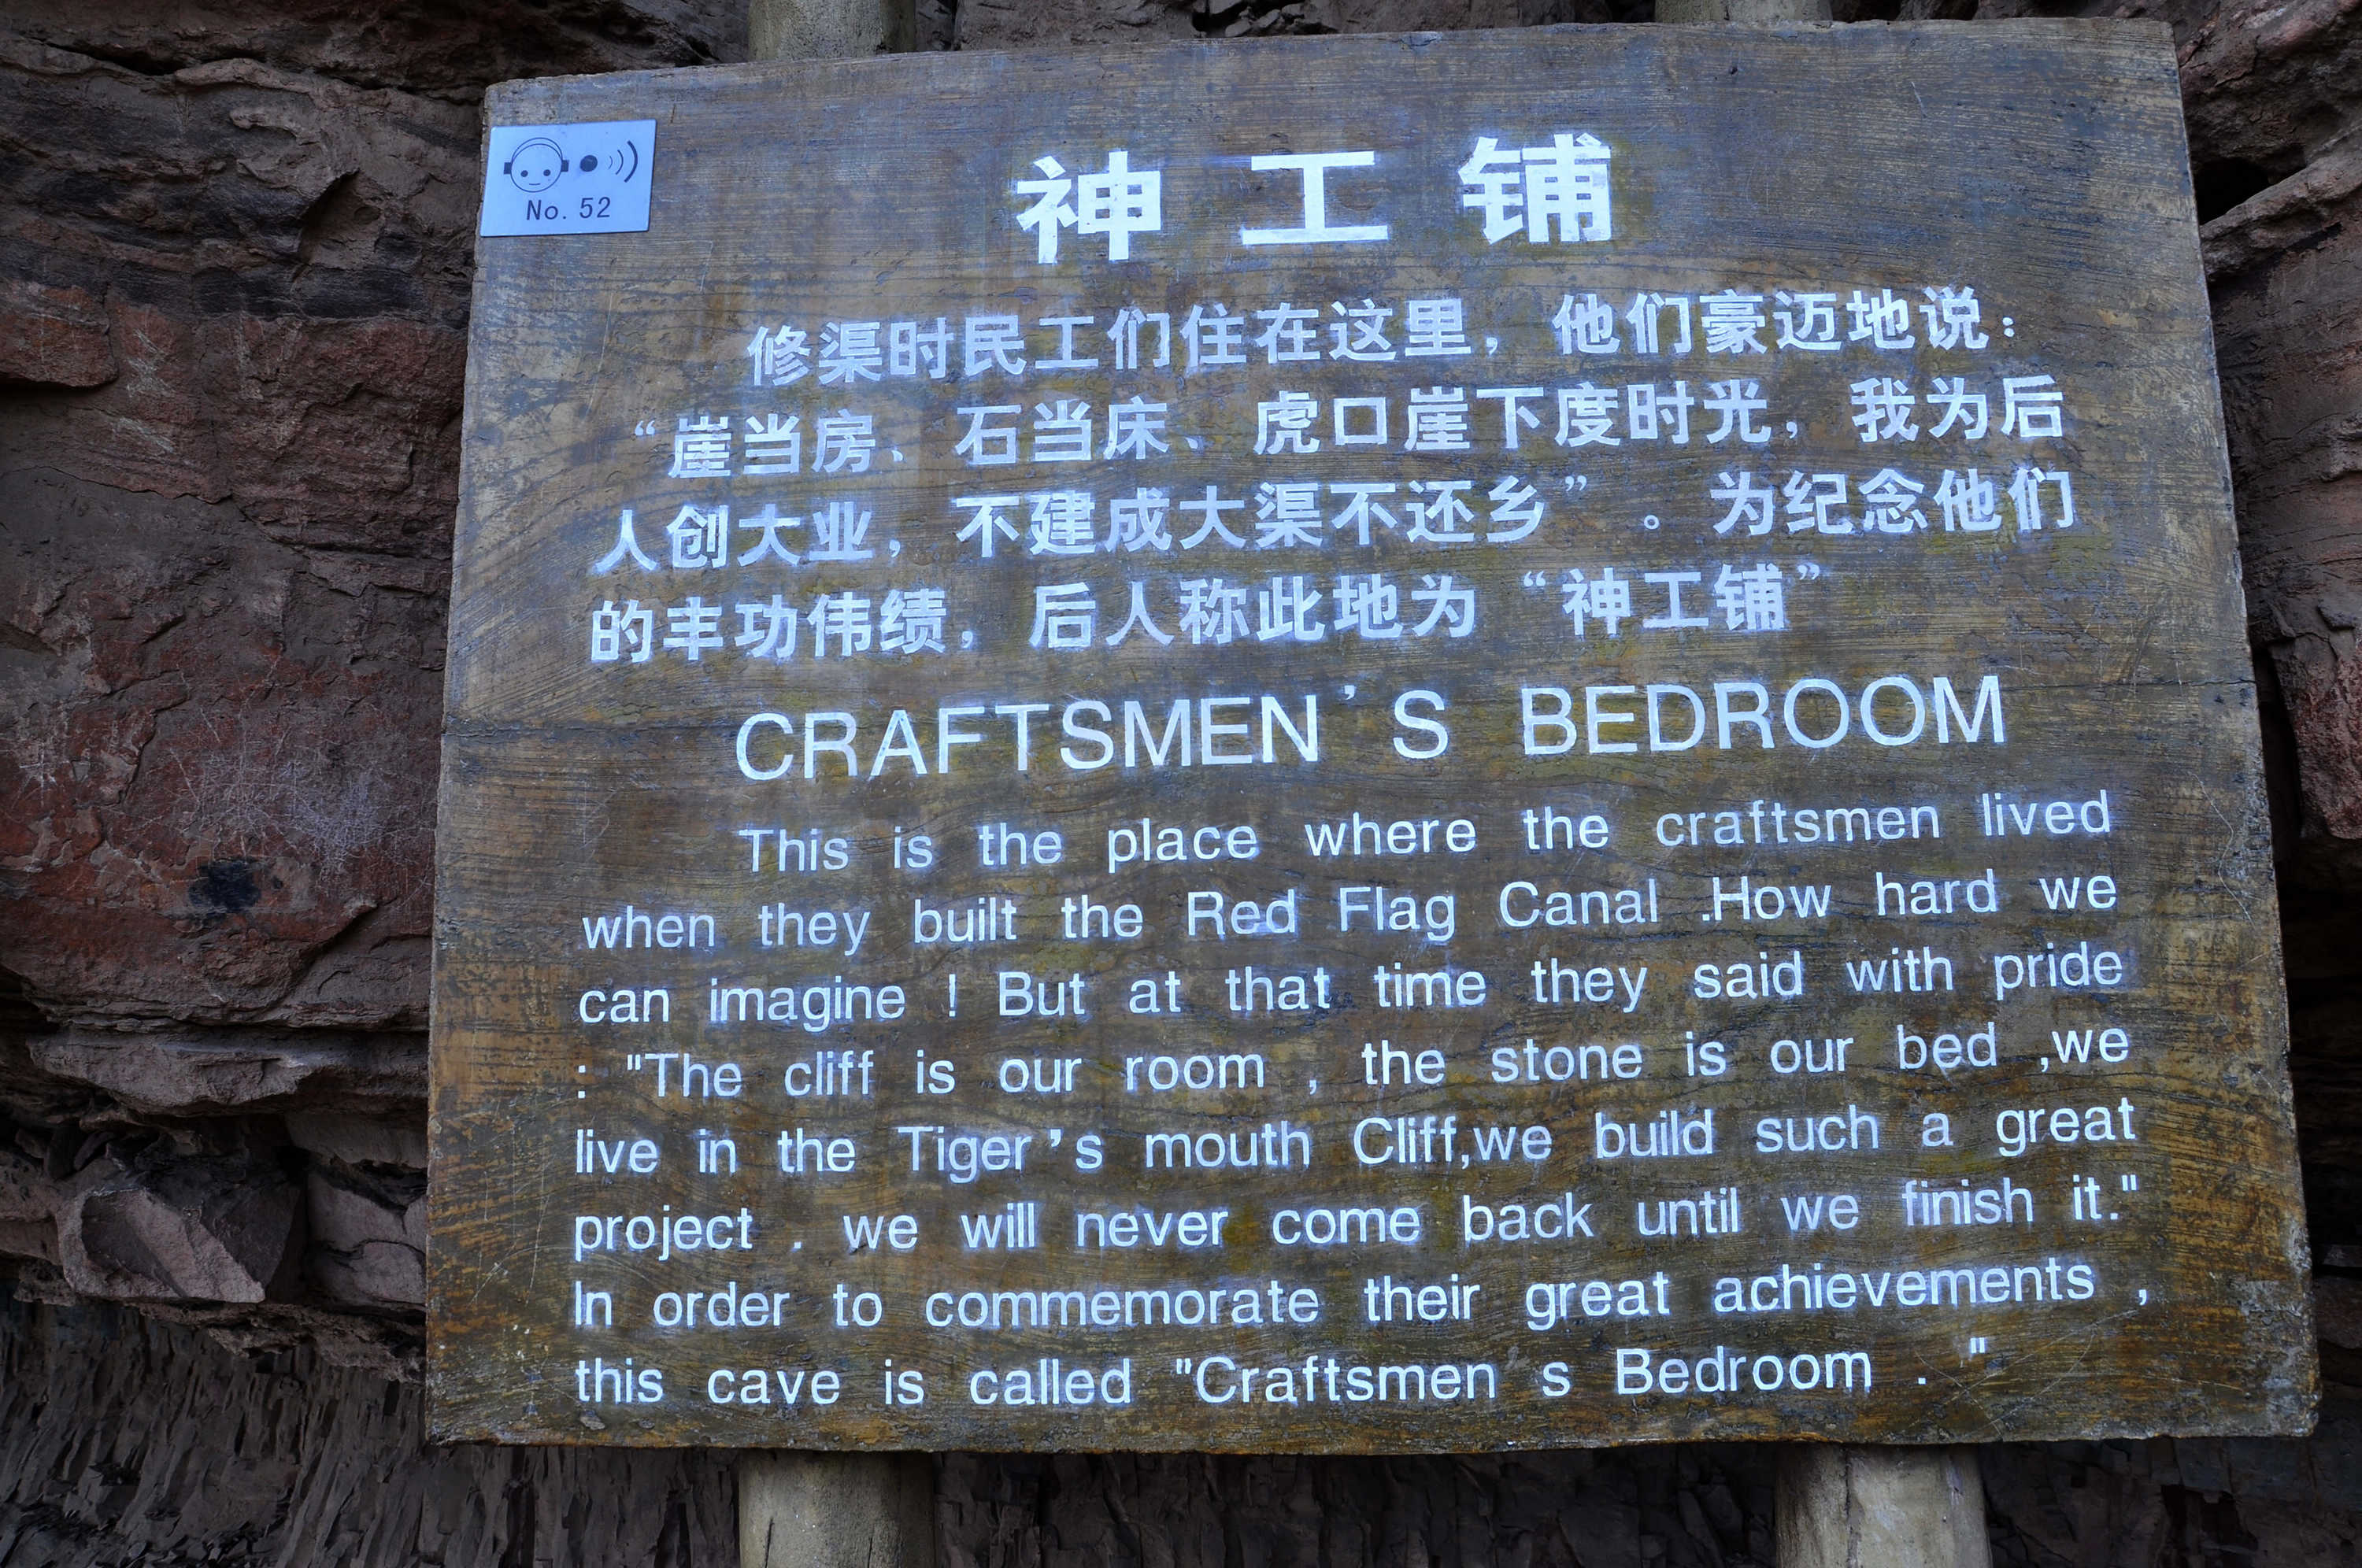 No. 52
神工铺
修渠时民工们住在这里，他们豪迈地说：
“崖当房、石当床、虎口崖下度时光，我为后
人创大业，不建成大渠不还乡”。为纪念他们
的丰功伟绩，后人称此地为“神工铺”
CRAFTSMEN’S BEDROOM
This is the place where the craftsmen lived
when they built the Red Flag Canal .How hard we
can imagine ! But at that time they said with pride
: "The cliff is our room , the stone is our bed ,we
live in the Tiger’s mouth Cliff,we build such a great
project . we will never come back until we finish it."
In order to commemorate their great achievements ,
this cave is called "Craftsmen s Bedroom . "